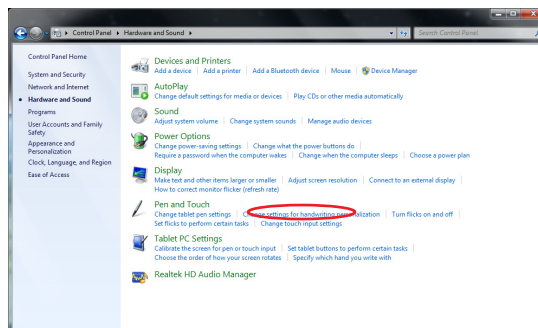 Control Panel ▸ Hardware and Sound ▸
Search Control Panel
Control Panel Home
System and Security
Network and Internet
Hardware and Sound
Programs
User Accounts and Family
Safety
Appearance and
Personalization
Clock, Language, and Region
Ease of Access
Devices and Printers
Add a device | Add a printer | Add a Bluetooth device | Mouse | Device Manager
AutoPlay
Change default settings for media or devices | Play CDs or other media automatically
Sound
Adjust system volume | Change system sounds | Manage audio devices
Power Options
Change power-saving settings | Change what the power buttons do |
Require a password when the computer wakes | Change when the computer sleeps | Choose a power plan
Display
Make text and other items larger or smaller | Adjust screen resolution | Connect to an external display |
How to correct monitor flicker (refresh rate)
Pen and Touch
Change tablet pen settings | Change settings for handwriting personalization | Turn flicks on and off |
Set flicks to perform certain tasks | Change touch input settings
Tablet PC Settings
Calibrate the screen for pen or touch input | Set tablet buttons to perform certain tasks |
Choose the order of how your screen rotates | Specify which hand you write with
Realtek HD Audio Manager